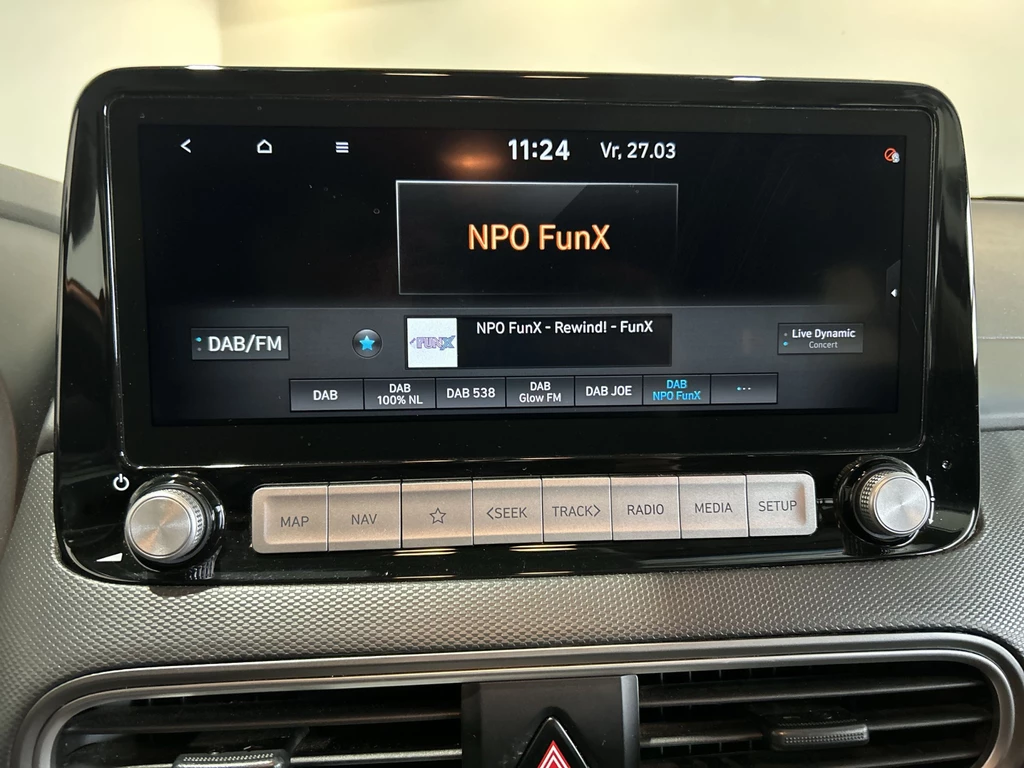 11:24 Vr, 27.03
NPO FunX
DAB/FM
FUNX
NPO FunX - Rewind! - FunX
Live Dynamic
Concert
DAB
DAB
100% NL
DAB 538
DAB
Glow FM
DAB JOE
DAB
NPO FunX
MAP
NAV
<SEEK
TRACK>
RADIO
MEDIA
SETUP